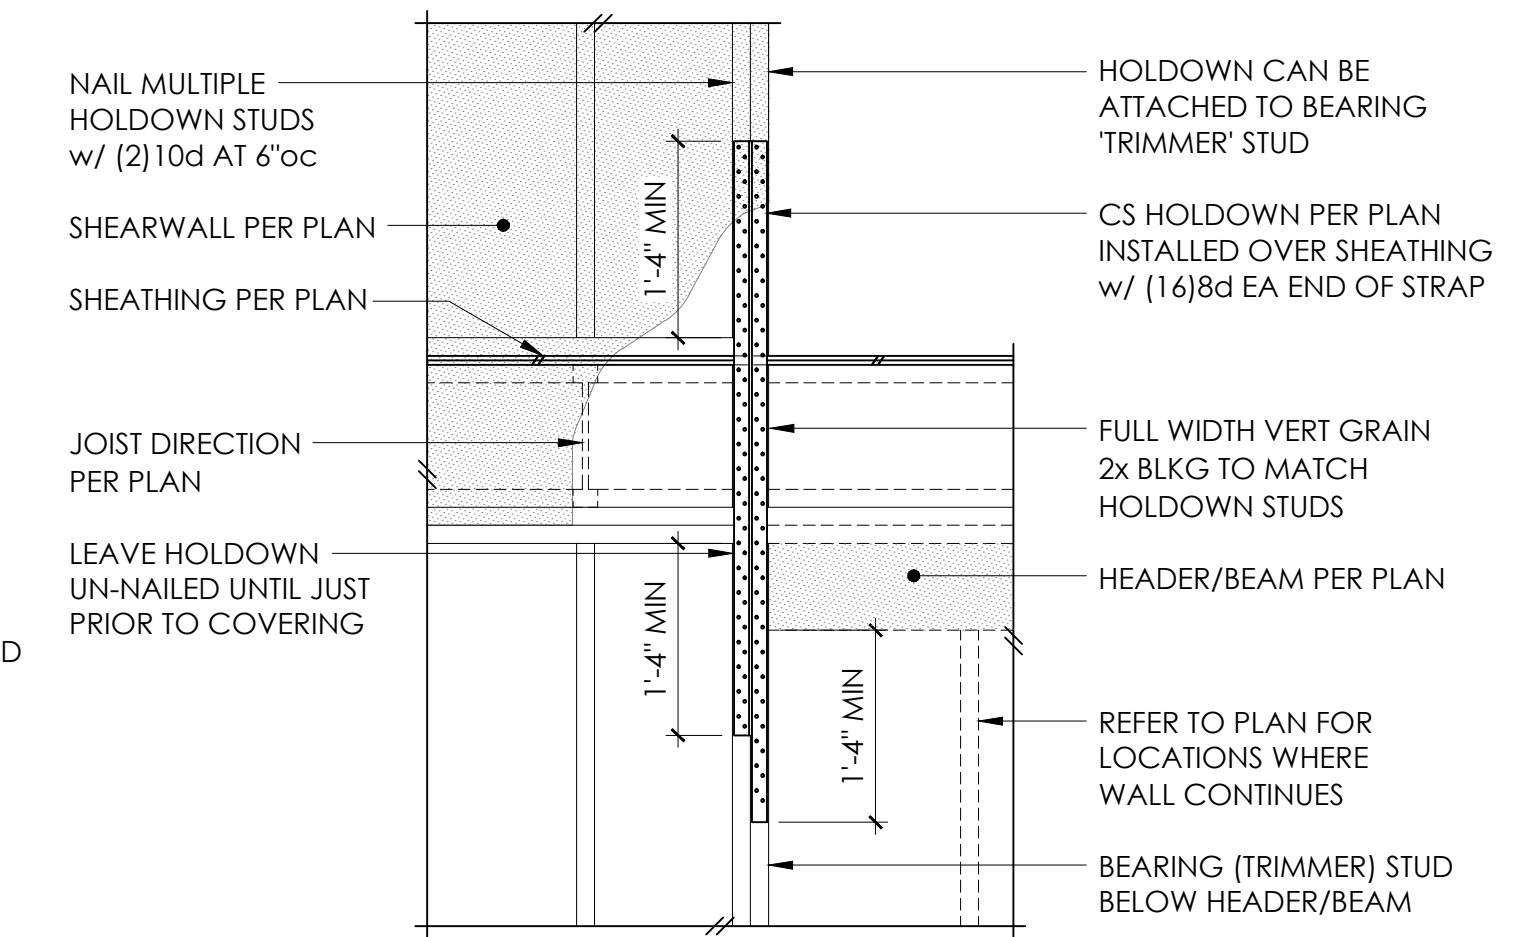 NAIL MULTIPLE
HOLDOWN STUDS
w/ (2)10d AT 6"oc
SHEARWALL PER PLAN
SHEATHING PER PLAN
JOIST DIRECTION
PER PLAN
LEAVE HOLDOWN
UN-NAILED UNTIL JUST
PRIOR TO COVERING
D
1'-4" MIN
1'-4" MIN
1'-4" MIN
HOLDOWN CAN BE
ATTACHED TO BEARING
'TRIMMER' STUD
CS HOLDOWN PER PLAN
INSTALLED OVER SHEATHING
w/ (16)8d EA END OF STRAP
FULL WIDTH VERT GRAIN
2x BLKG TO MATCH
HOLDOWN STUDS
HEADER/BEAM PER PLAN
REFER TO PLAN FOR
LOCATIONS WHERE
WALL CONTINUES
BEARING (TRIMMER) STUD
BELOW HEADER/BEAM